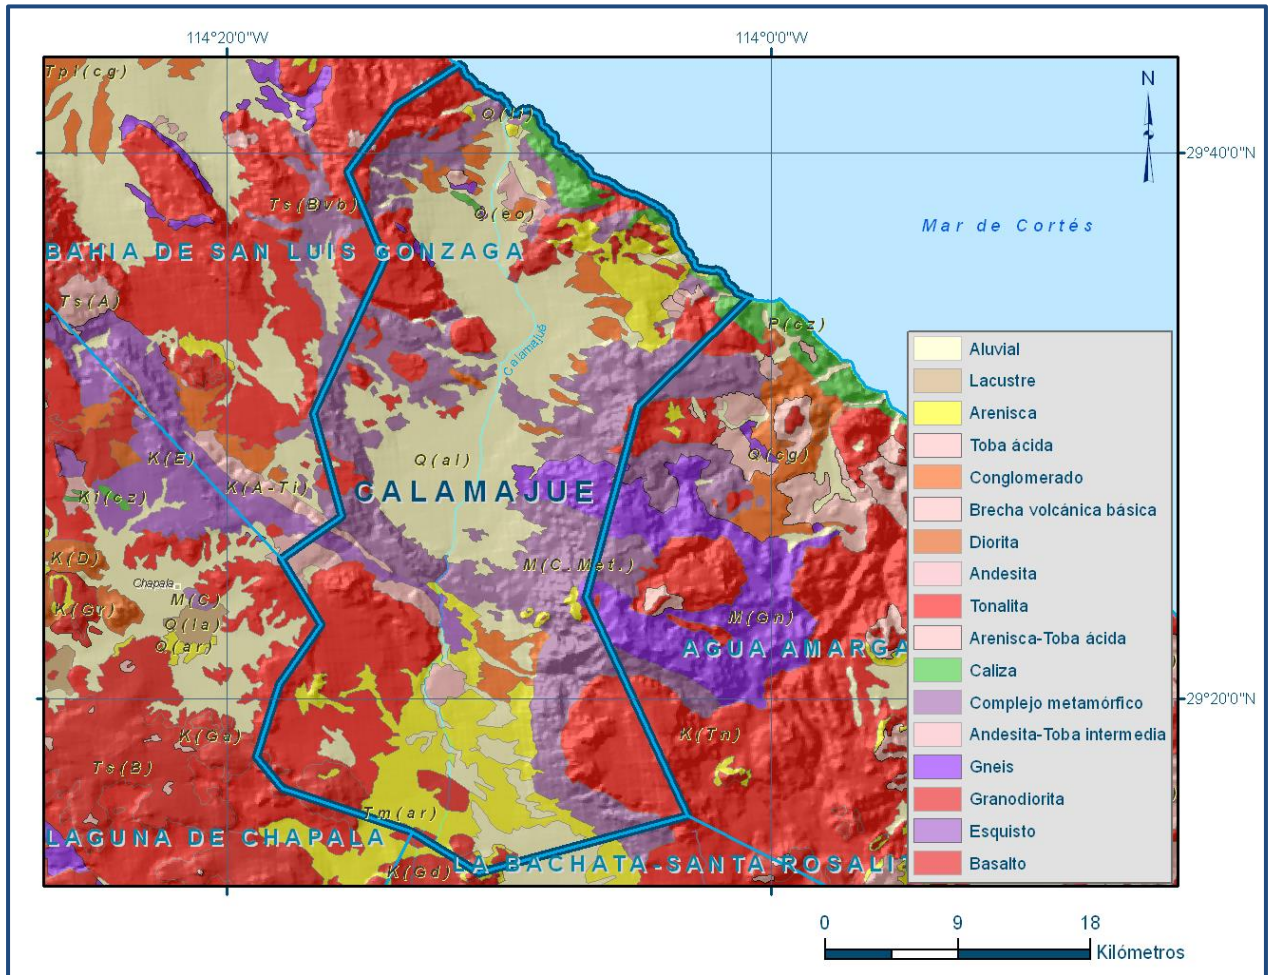 114°20'0"W
114°0'0"W
Tpl(cg)
N
Q(li)
29°40'0"N
Ts(Bvb)
Q(eo)
Mar de Cortés
BAHIA DE SAN LUIS GONZAGA
Ts(A)
P(cz)
Calamajué
Aluvial
Lacustre
Arenisca
Toba ácida
Conglomerado
Brecha volcánica básica
Diorita
Andesita
Tonalita
Arenisca-Toba ácida
Caliza
Complejo metamórfico
Andesita-Toba intermedia
Gneis
Granodiorita
Esquisto
Basalto
K(E)
Q(al)
Q(cg)
Ki(cz)
K(A-Ti)
CALAMAJUE
K(D)
M(C.Met.)
Chapala
M(C)
K(Gr)
Q(la)
M(Gn)
Q(ar)
AGUA AMARGA
29°20'0"N
K(Ga)
K(Tn)
Ts(B)
Tm(ar)
LAGUNA DE CHAPALA
K(Gd)
LA BACHATA-SANTA ROSALI
0
9
18
Kilómetros